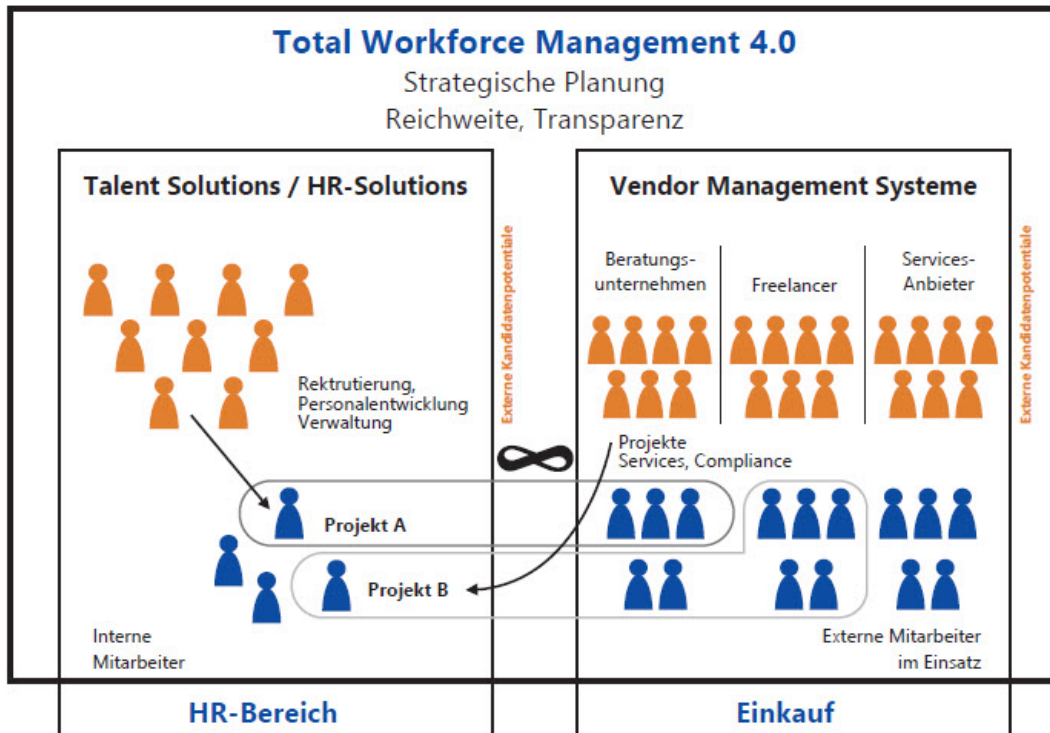 Total Workforce Management 4.0
Strategische Planung
Reichweite, Transparenz
Talent Solutions / HR-Solutions
Rektrutierung,
Personalentwicklung
Verwaltung
Externe Kandidatenpotentiale
Projekt A
Projekt B
Interne
Mitarbeiter
HR-Bereich
Vendor Management Systeme
Beratungs-
unternehmen
Freelancer
Services-
Anbieter
Externe Kandidatenpotentiale
Projekte
Services, Compliance
Externe Mitarbeiter
im Einsatz
Einkauf